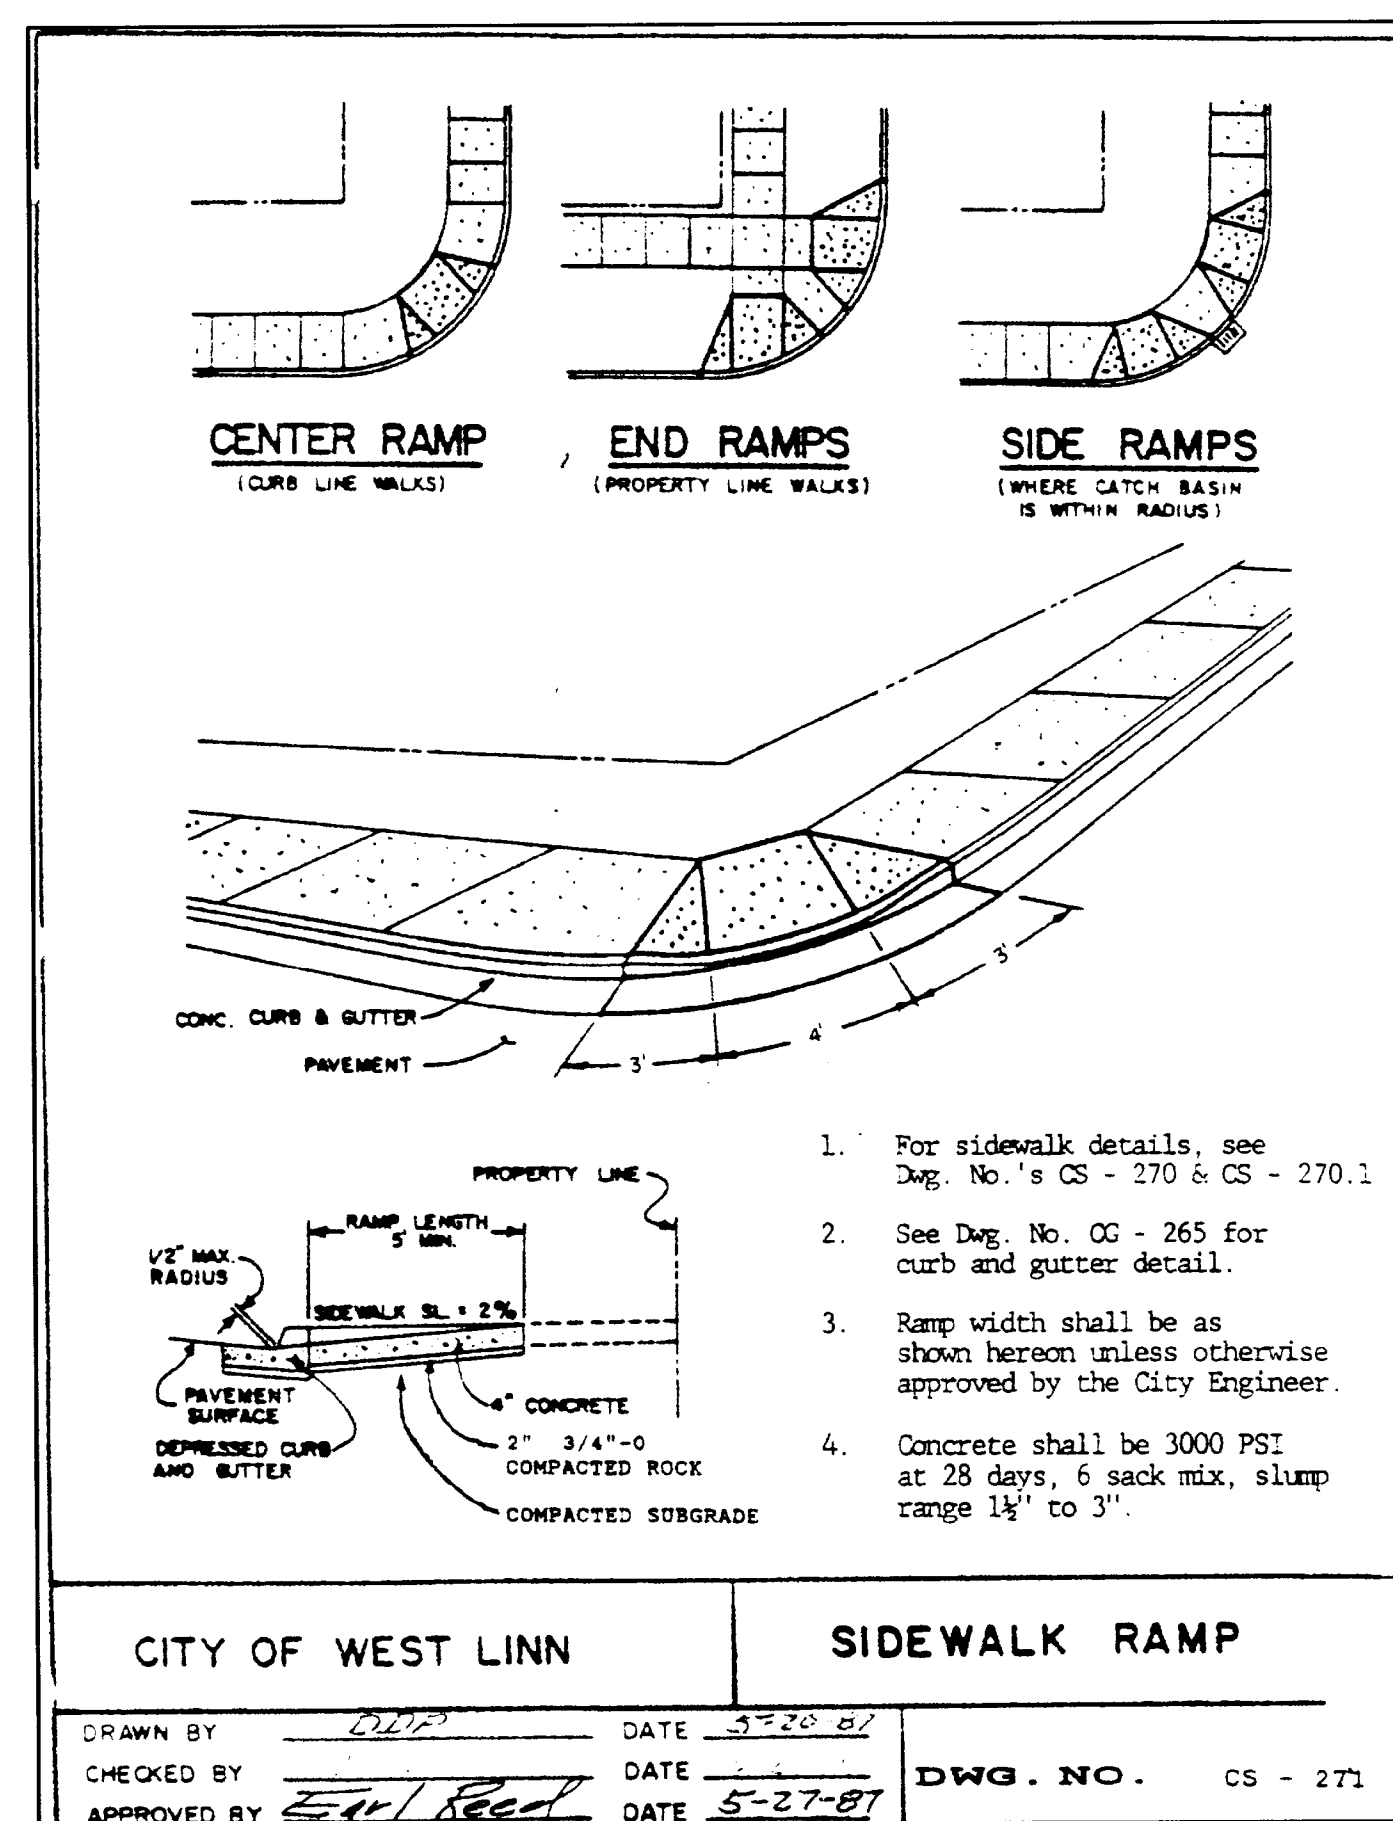 CENTER RAMP
(CURB LINE WALKS)
END RAMPS
(PROPERTY LINE WALKS)
SIDE RAMPS
(WHERE CATCH BASIN
IS WITHIN RADIUS)
CONC. CURB & GUTTER
PAVEMENT
3'
4'
3'
PROPERTY LINE
RAMP LENGTH
5' MIN.
1/2" MAX.
RADIUS
SIDEWALK SL. = 2%
PAVEMENT
SURFACE
DEPRESSED CURB
AND GUTTER
4" CONCRETE
2" 3/4"-0
COMPACTED ROCK
COMPACTED SUBGRADE
1. For sidewalk details, see
Dwg. No.'s CS - 270 & CS - 270.1
2. See Dwg. No. CG - 265 for
curb and gutter detail.
3. Ramp width shall be as
shown hereon unless otherwise
approved by the City Engineer.
4. Concrete shall be 3000 PSI
at 28 days, 6 sack mix, slump
range 1½" to 3".
CITY OF WEST LINN
SIDEWALK RAMP
DRAWN BY DDP DATE 5-20-87
CHECKED BY DATE
APPROVED BY Earl Reed DATE 5-27-87
DWG. NO. CS - 271